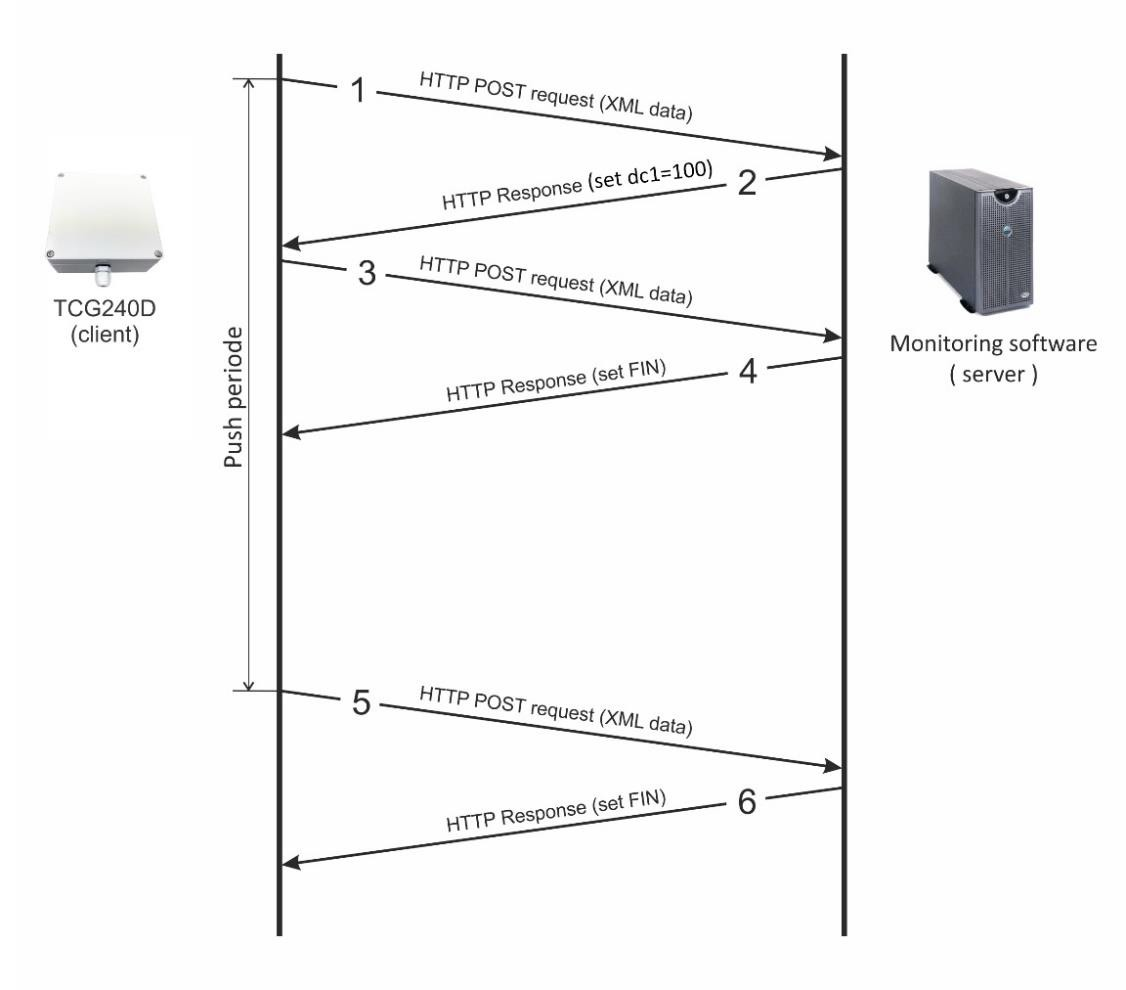 1
HTTP POST request (XML data)
HTTP Response (set dc1=100)
2
3
HTTP POST request (XML data)
TCG240D
(client)
Monitoring software
( server )
HTTP Response (set FIN)
4
Push periode
5
HTTP POST request (XML data)
HTTP Response (set FIN)
6